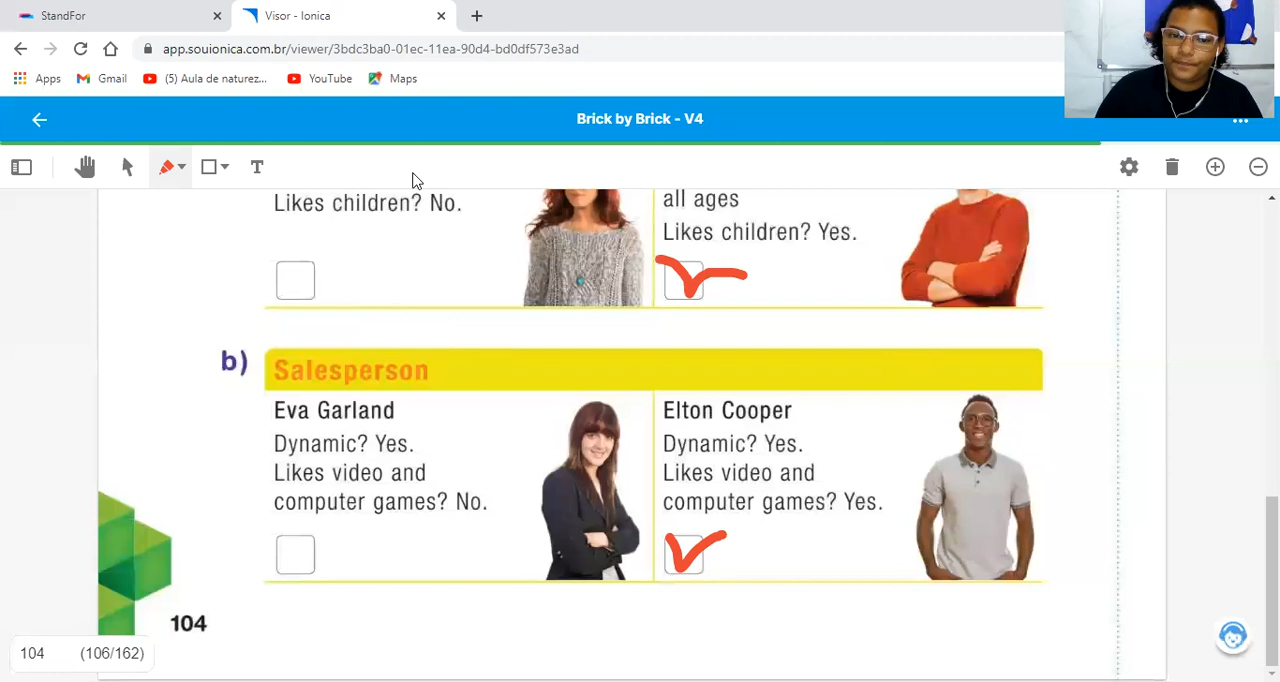 StandFor
Visor - Ionica
app.souionica.com.br/viewer/3bdc3ba0-01ec-11ea-90d4-bd0df573e3ad
Apps Gmail (5) Aula de naturez... YouTube Maps
Brick by Brick - V4
T
Likes children? No.
all ages
Likes children? Yes.
b) Salesperson
Eva Garland
Dynamic? Yes.
Likes video and
computer games? No.
Elton Cooper
Dynamic? Yes.
Likes video and
computer games? Yes.
104
104 (106/162)